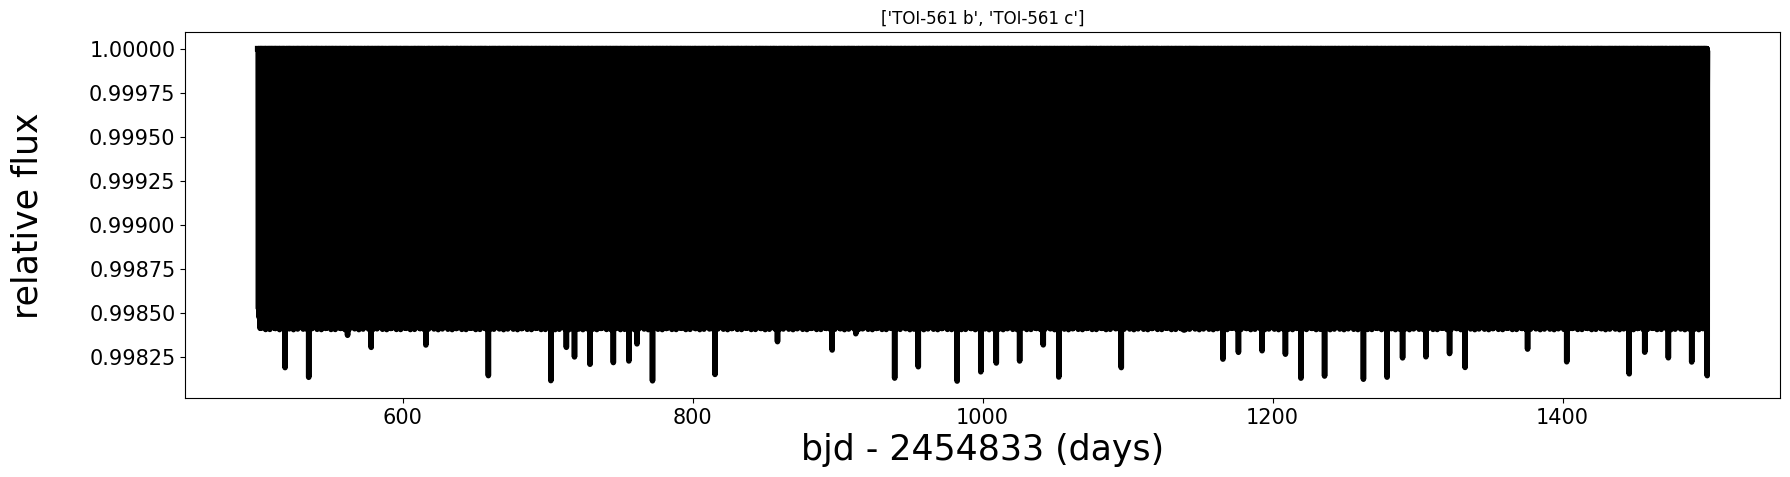 ['TOI-561 b', 'TOI-561 c']
relative flux
1.00000
0.99975
0.99950
0.99925
0.99900
0.99875
0.99850
0.99825
600 800 1000 1200 1400
bjd - 2454833 (days)